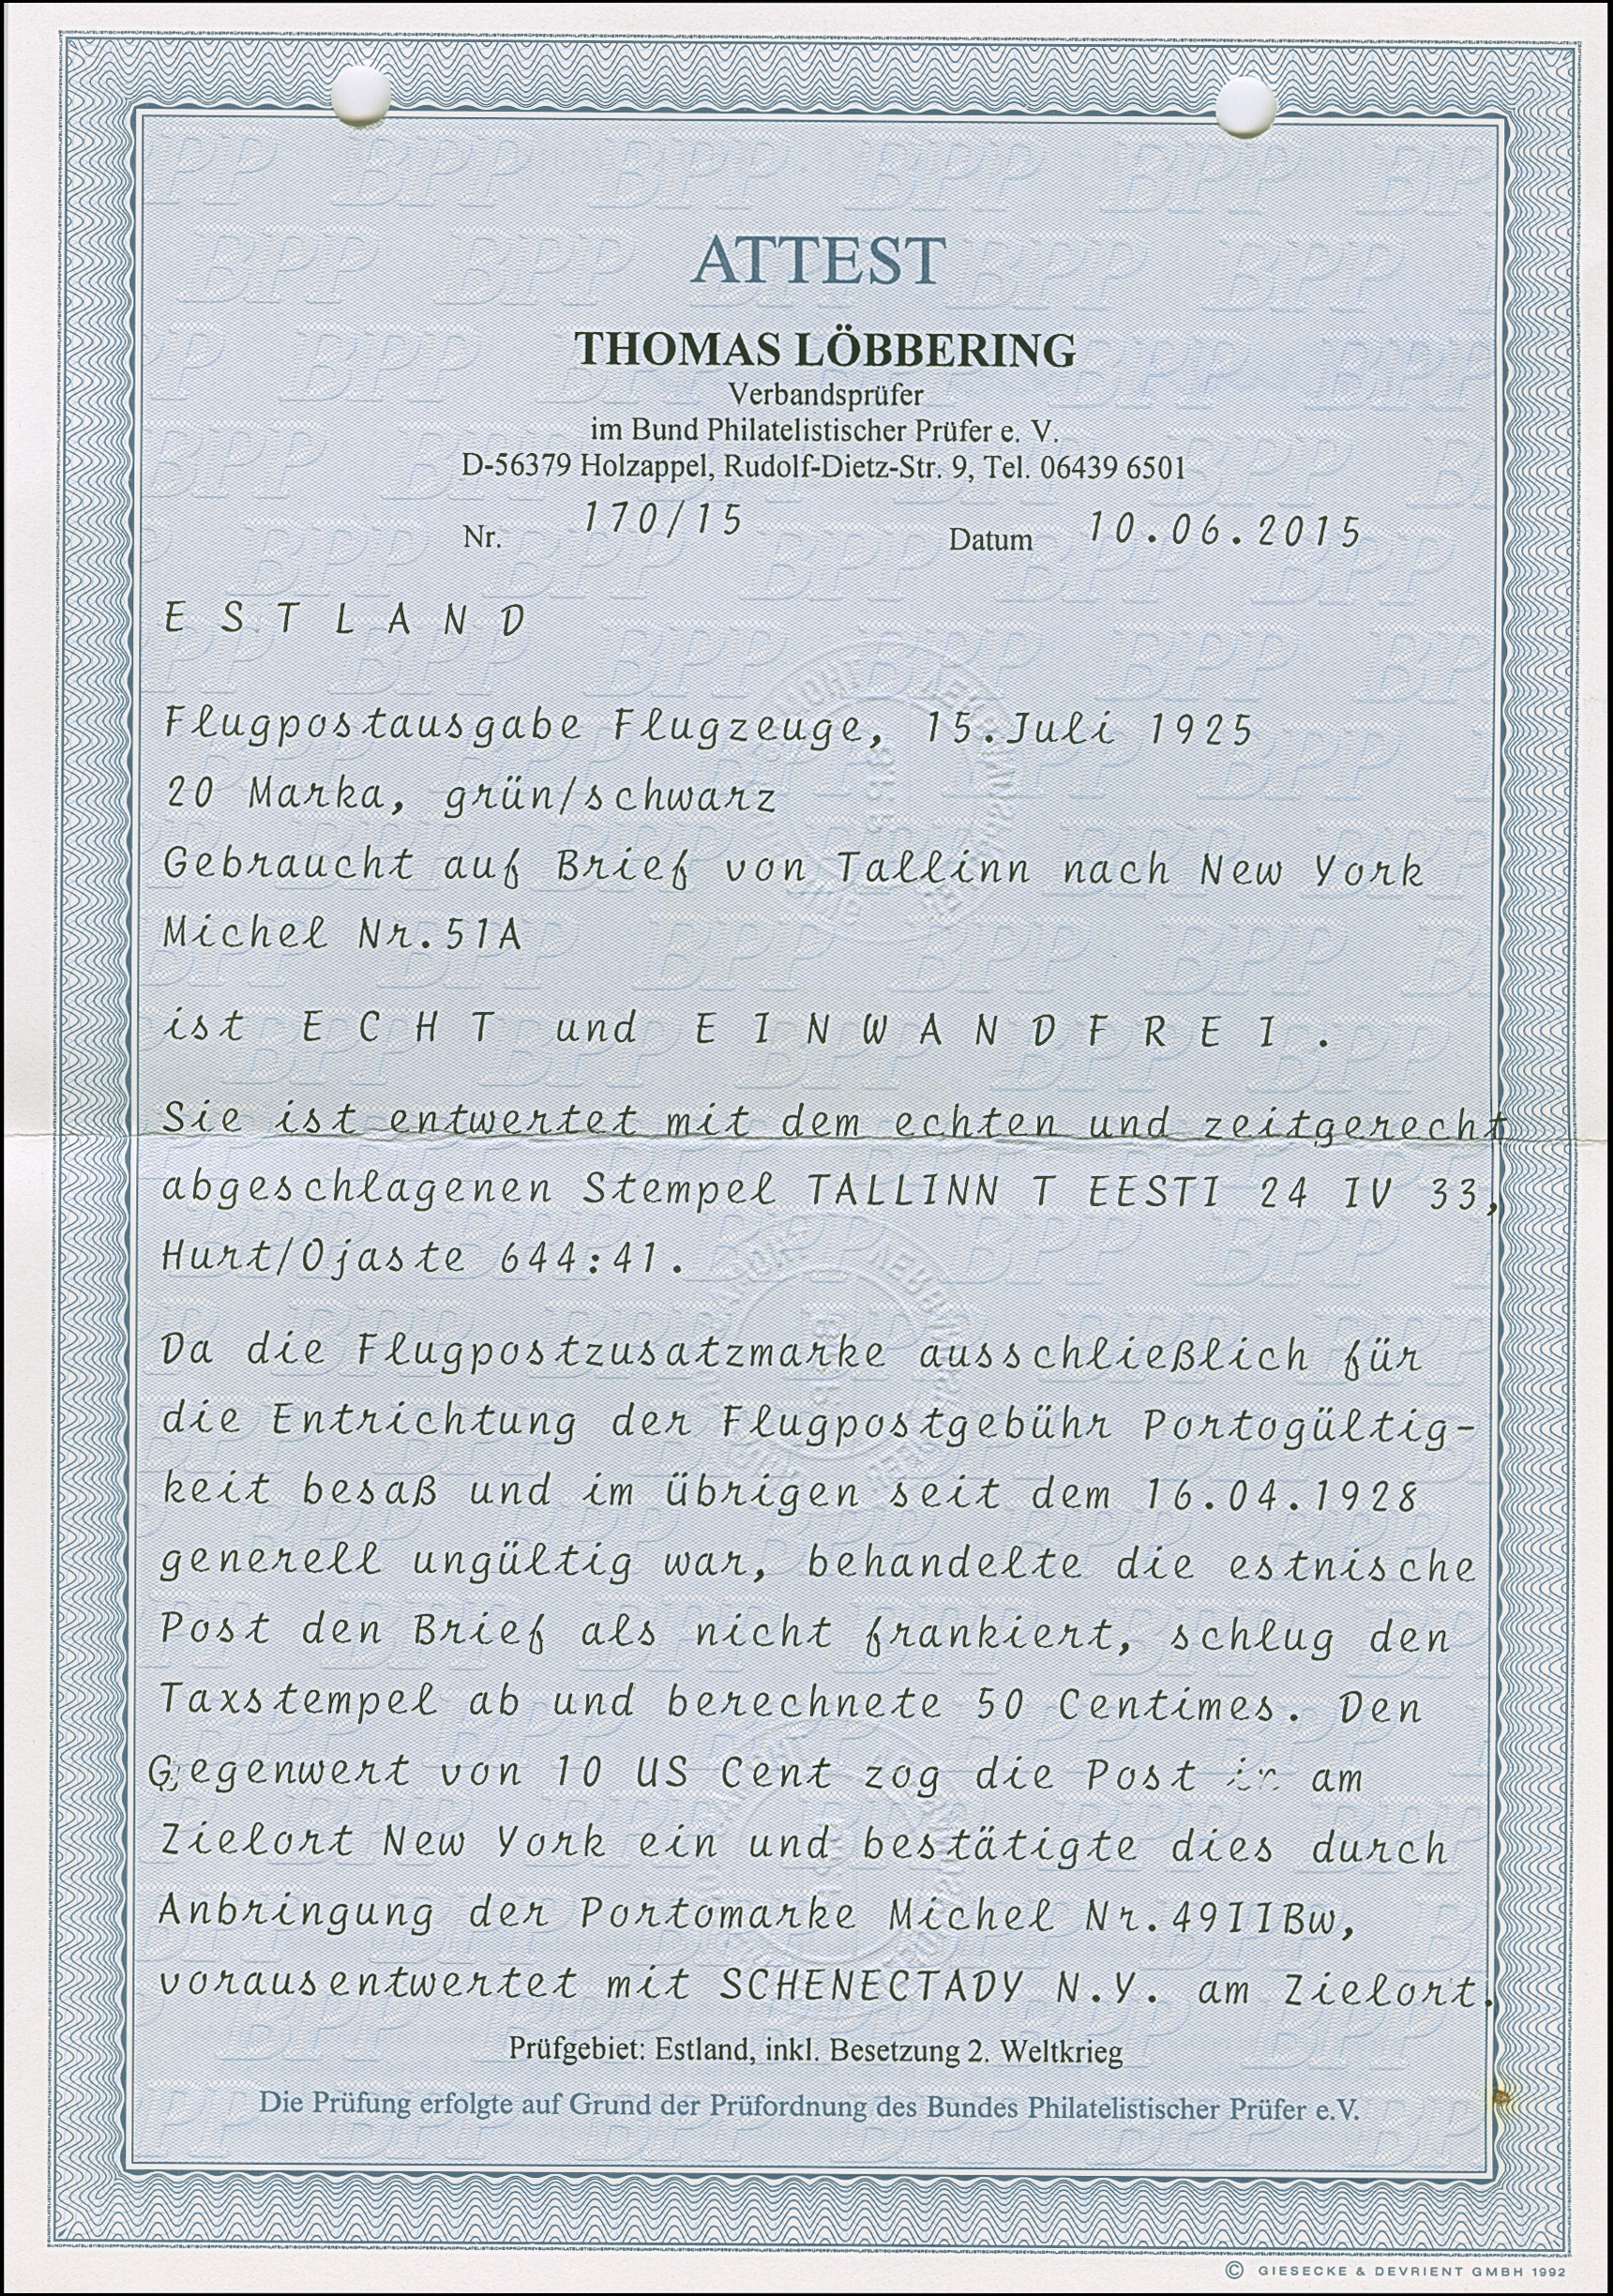 ATTEST
THOMAS LÖBBERING
Verbandsprüfer
im Bund Philatelistischer Prüfer e. V.
D-56379 Holzappel, Rudolf-Dietz-Str. 9, Tel. 06439 6501
Nr. 170/15 Datum 10.06.2015
E S T L A N D
Flugpostausgabe Flugzeuge, 15.Juli 1925
20 Marka, grün/schwarz
Gebraucht auf Brief von Tallinn nach New York
Michel Nr.51A
ist E C H T und E I N W A N D F R E I .
Sie ist entwertet mit dem echten und zeitgerecht
abgeschlagenen Stempel TALLINN T EESTI 24 IV 33,
Hurt/Ojaste 644:41.
Da die Flugpostzusatzmarke ausschließlich für
die Entrichtung der Flugpostgebühr Portogültig-
keit besaß und im übrigen seit dem 16.04.1928
generell ungültig war, behandelte die estnische
Post den Brief als nicht frankiert, schlug den
Taxstempel ab und berechnete 50 Centimes. Den
Gegenwert von 10 US Cent zog die Post am
Zielort New York ein und bestätigte dies durch
Anbringung der Portomarke Michel Nr.49IIBw,
vorausentwertet mit SCHENECTADY N.Y. am Zielort.
Prüfgebiet: Estland, inkl. Besetzung 2. Weltkrieg
Die Prüfung erfolgte auf Grund der Prüfordnung des Bundes Philatelistischer Prüfer e.V.
© GIESECKE & DEVRIENT GMBH 1992